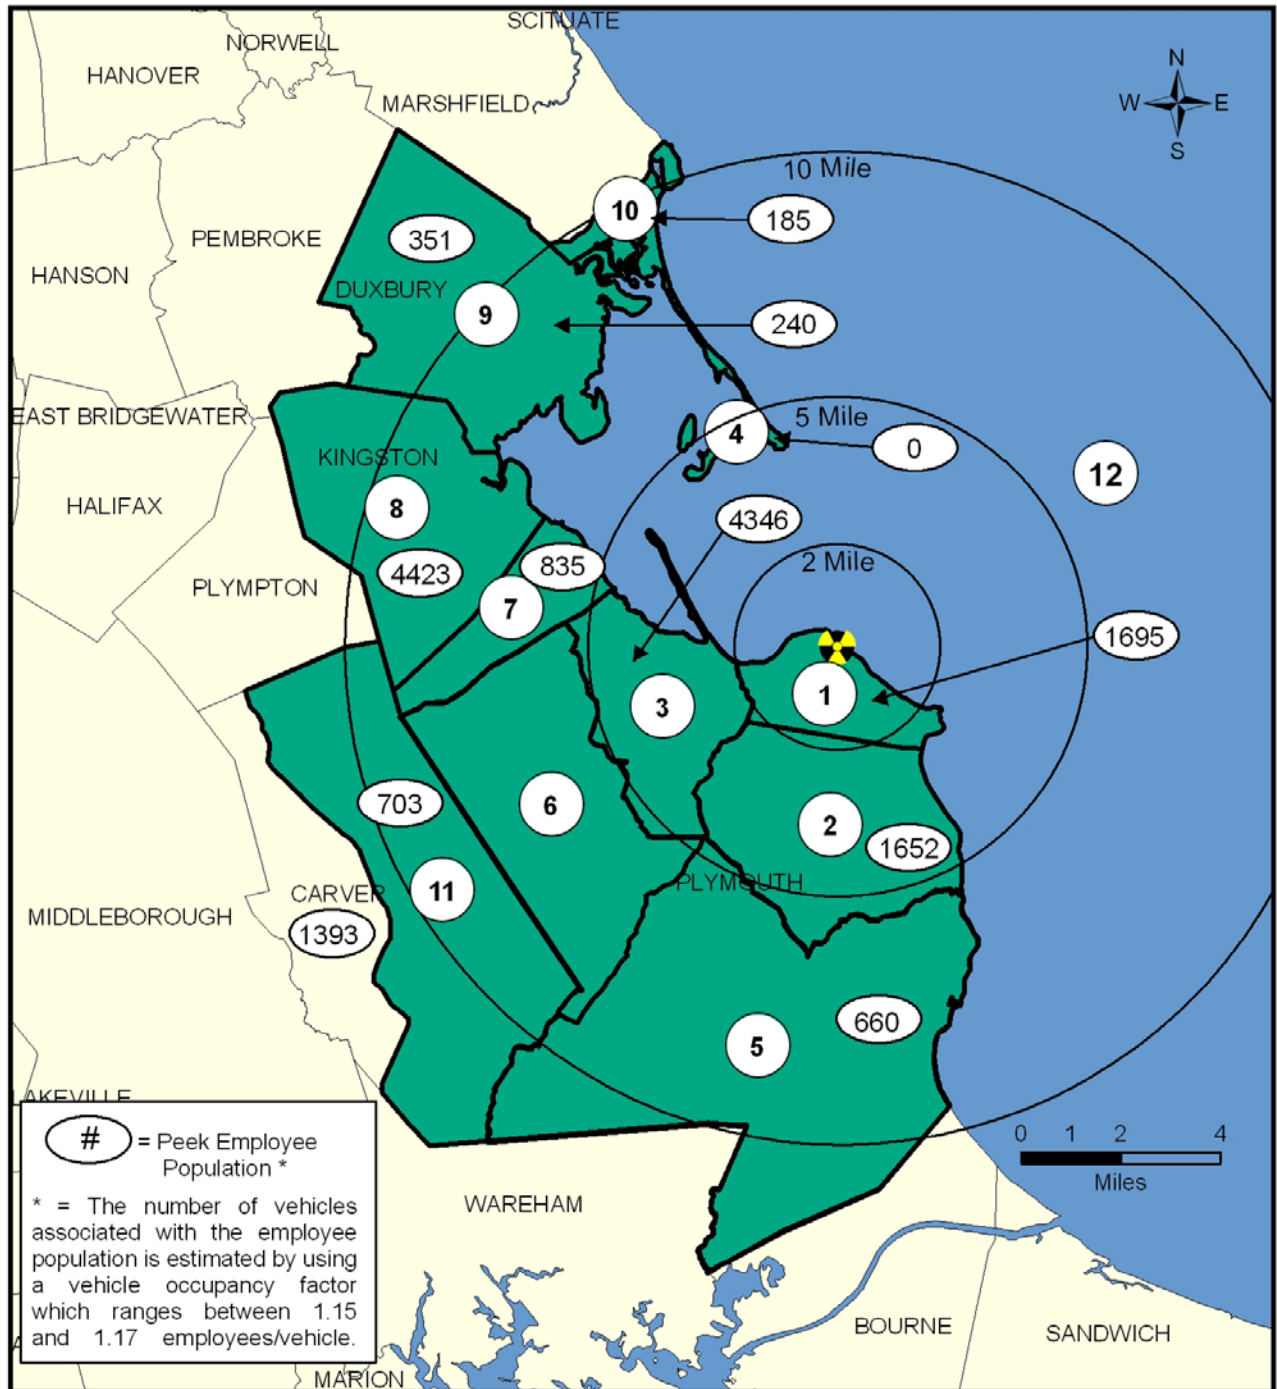 SCITUATE
NORWELL
HANOVER
MARSHFIELD
N
W E
S
10 Mile
10
185
351
PEMBROKE
HANSON
DUXBURY
9
240
EAST BRIDGEWATER
5 Mile
4
0
KINGSTON
12
HALIFAX
8
4346
2 Mile
835
4423
PLYMPTON
7
1695
1
3
703
6
2
1652
PLYMOUTH
11
CARVER
MIDDLEBOROUGH
1393
660
5
0 1 2 4
Miles
# = Peek Employee
Population *
* = The number of vehicles
associated with the employee
population is estimated by using
a vehicle occupancy factor
which ranges between 1.15
and 1.17 employees/vehicle.
WAREHAM
BOURNE
SANDWICH
MARION